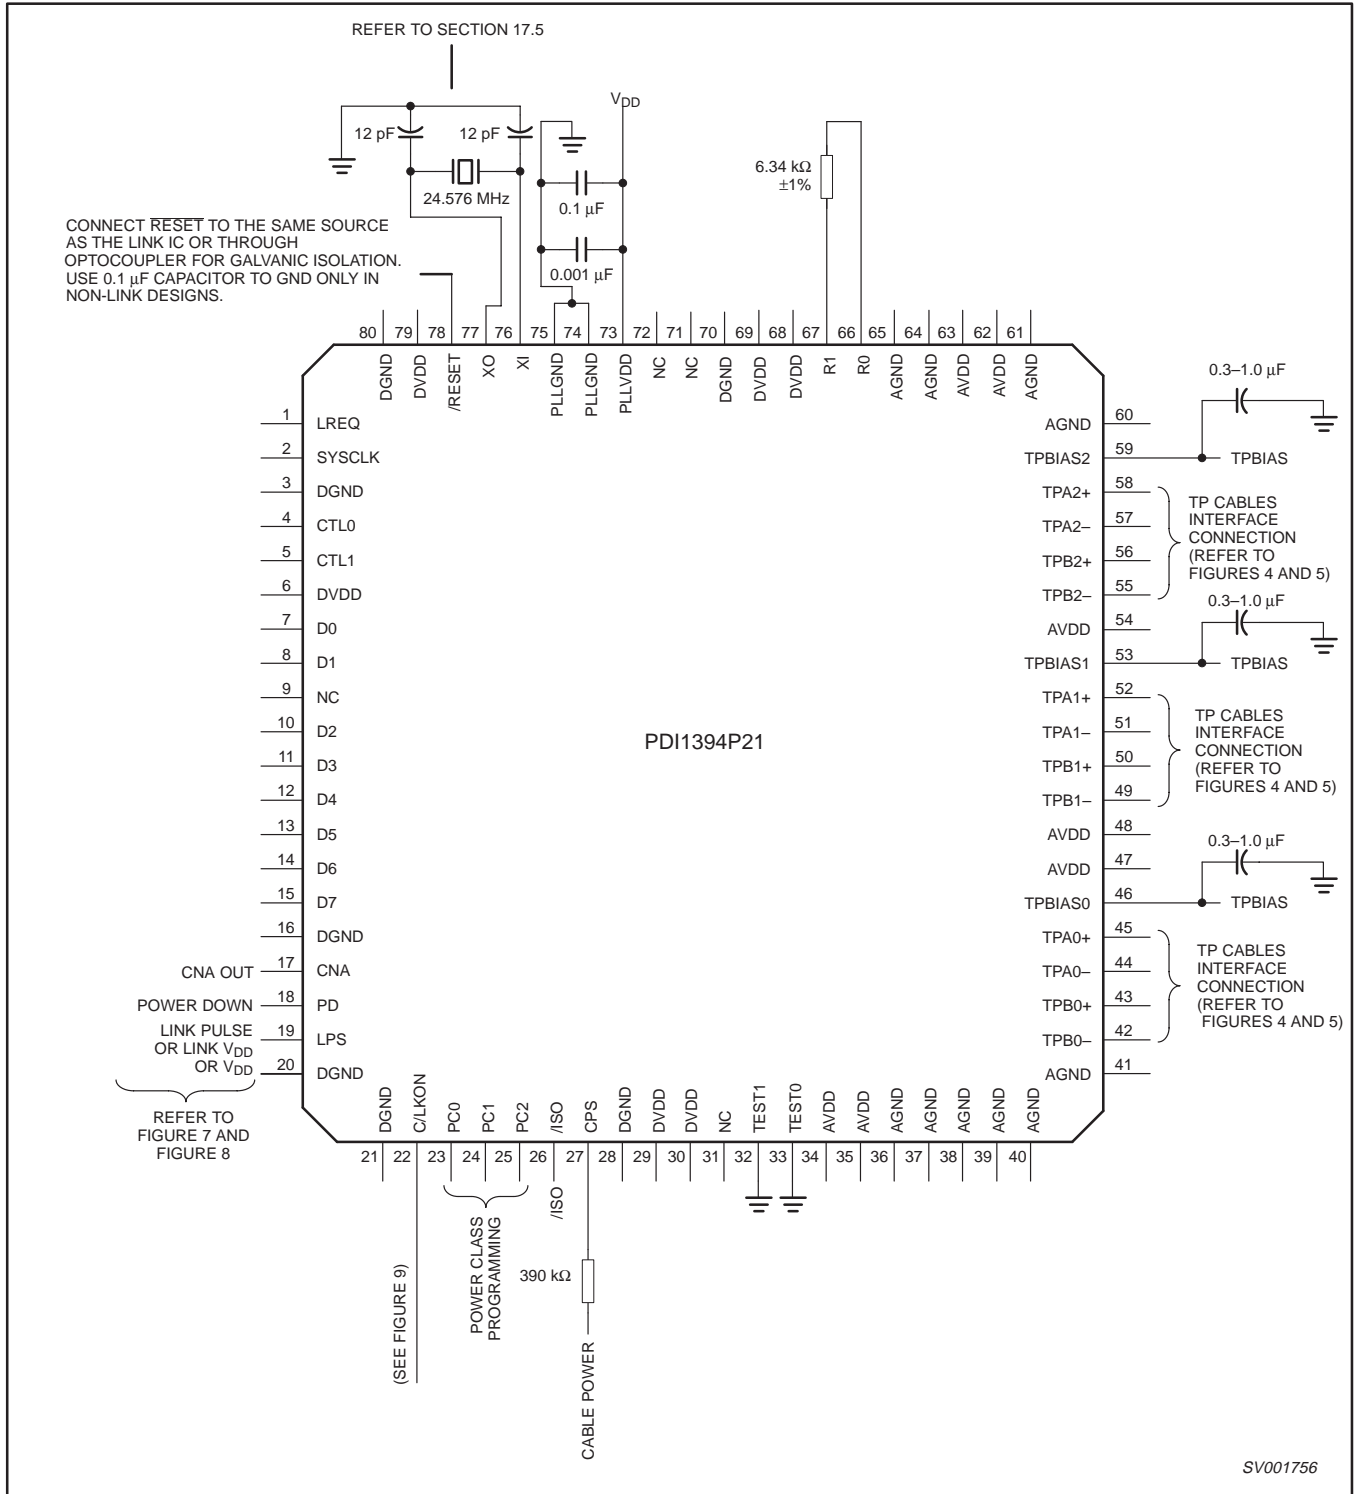 REFER TO SECTION 17.5
VDD
12 pF
12 pF
24.576 MHz
0.1 μF
0.001 μF
6.34 kΩ
±1%
CONNECT RESET TO THE SAME SOURCE
AS THE LINK IC OR THROUGH
OPTOCOUPLER FOR GALVANIC ISOLATION.
USE 0.1 μF CAPACITOR TO GND ONLY IN
NON-LINK DESIGNS.
80 79 78 77 76 75 74 73 72 71 70 69 68 67 66 65 64 63 62 61
DGND
DVDD
/RESET
XO
XI
PLLGND
PLLGND
PLLVDD
NC
NC
DGND
DVDD
DVDD
R1
R0
AGND
AGND
AVDD
AVDD
AGND
1 LREQ
2 SYSCLK
3 DGND
4 CTL0
5 CTL1
6 DVDD
7 D0
8 D1
9 NC
10 D2
11 D3
12 D4
13 D5
14 D6
15 D7
16 DGND
CNA OUT 17 CNA
POWER DOWN 18 PD
LINK PULSE
OR LINK VDD
OR VDD
19 LPS
20 DGND
REFER TO
FIGURE 7 AND
FIGURE 8
PDI1394P21
AGND 60
TPBIAS2 59
TPA2+ 58
TPA2– 57
TPB2+ 56
TPB2– 55
AVDD 54
TPBIAS1 53
TPA1+ 52
TPA1– 51
TPB1+ 50
TPB1– 49
AVDD 48
AVDD 47
TPBIAS0 46
TPA0+ 45
TPA0– 44
TPB0+ 43
TPB0– 42
AGND 41
0.3–1.0 μF
TPBIAS
TP CABLES
INTERFACE
CONNECTION
(REFER TO
FIGURES 4 AND 5)
0.3–1.0 μF
TPBIAS
TP CABLES
INTERFACE
CONNECTION
(REFER TO
FIGURES 4 AND 5)
0.3–1.0 μF
TPBIAS
TP CABLES
INTERFACE
CONNECTION
(REFER TO
FIGURES 4 AND 5)
DGND
C/LKON
PC0
PC1
PC2
/ISO
CPS
DGND
DVDD
DVDD
NC
TEST1
TEST0
AVDD
AVDD
AGND
AGND
AGND
AGND
AGND
21 22 23 24 25 26 27 28 29 30 31 32 33 34 35 36 37 38 39 40
(SEE FIGURE 9)
POWER CLASS
PROGRAMMING
/ISO
390 kΩ
CABLE POWER
SV001756